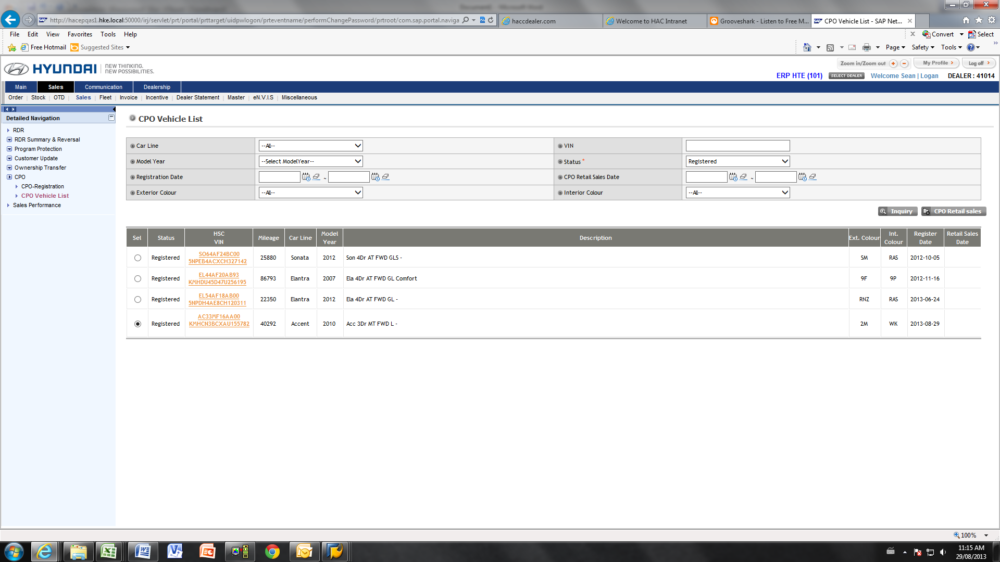 http://hacepqas1.hke.local:50000/irj/servlet/prt/portal/prttarget/uidpwlogon/prteventname/performChangePassword/prtroot/com.sap.portal.naviga
haccdealer.com
Welcome to HAC Intranet
Grooveshark - Listen to Free M...
CPO Vehicle List - SAP Net...
File Edit View Favorites Tools Help
Convert Select
Free Hotmail Suggested Sites
Page Safety Tools
HYUNDAI
NEW THINKING.
NEW POSSIBILITIES.
Zoom in/Zoom out My Profile Log off
ERP HTE (101) SELECT DEALER Welcome Sean | Logan DEALER : 41014
Main Sales Communication Dealership
Order Stock OTD Sales Fleet Invoice Incentive Dealer Statement Master eN.V.I.S Miscellaneous
Detailed Navigation
RDR
RDR Summary & Reversal
Program Protection
Customer Update
Ownership Transfer
CPO
CPO-Registration
CPO Vehicle List
Sales Performance
CPO Vehicle List
Car Line --All-- VIN
Model Year --Select ModelYear-- Status * Registered
Registration Date ~ CPO Retail Sales Date ~
Exterior Colour --All-- Interior Colour --All--
Inquiry CPO Retail sales
Sel Status HSC VIN Mileage Car Line Model Year Description Ext. Colour Int. Colour Register Date Retail Sales Date
Registered SO64AF24BC00 5NPEB4ACXCH327142 25880 Sonata 2012 Son 4Dr AT FWD GLS - SM RAS 2012-10-05
Registered EL44AF20AB93 KMHDU45D47U256195 86793 Elantra 2007 Ela 4Dr AT FWD GL Comfort 9F 9P 2012-11-16
Registered EL54AF18AB00 5NPDH4AE8CH120311 22350 Elantra 2012 Ela 4Dr AT FWD GL - RNZ RAS 2013-06-24
Registered AC33MF16AA00 KMHCN3BCXAU155782 40292 Accent 2010 Acc 3Dr MT FWD L - 2M WK 2013-08-29
100%
11:15 AM
29/08/2013